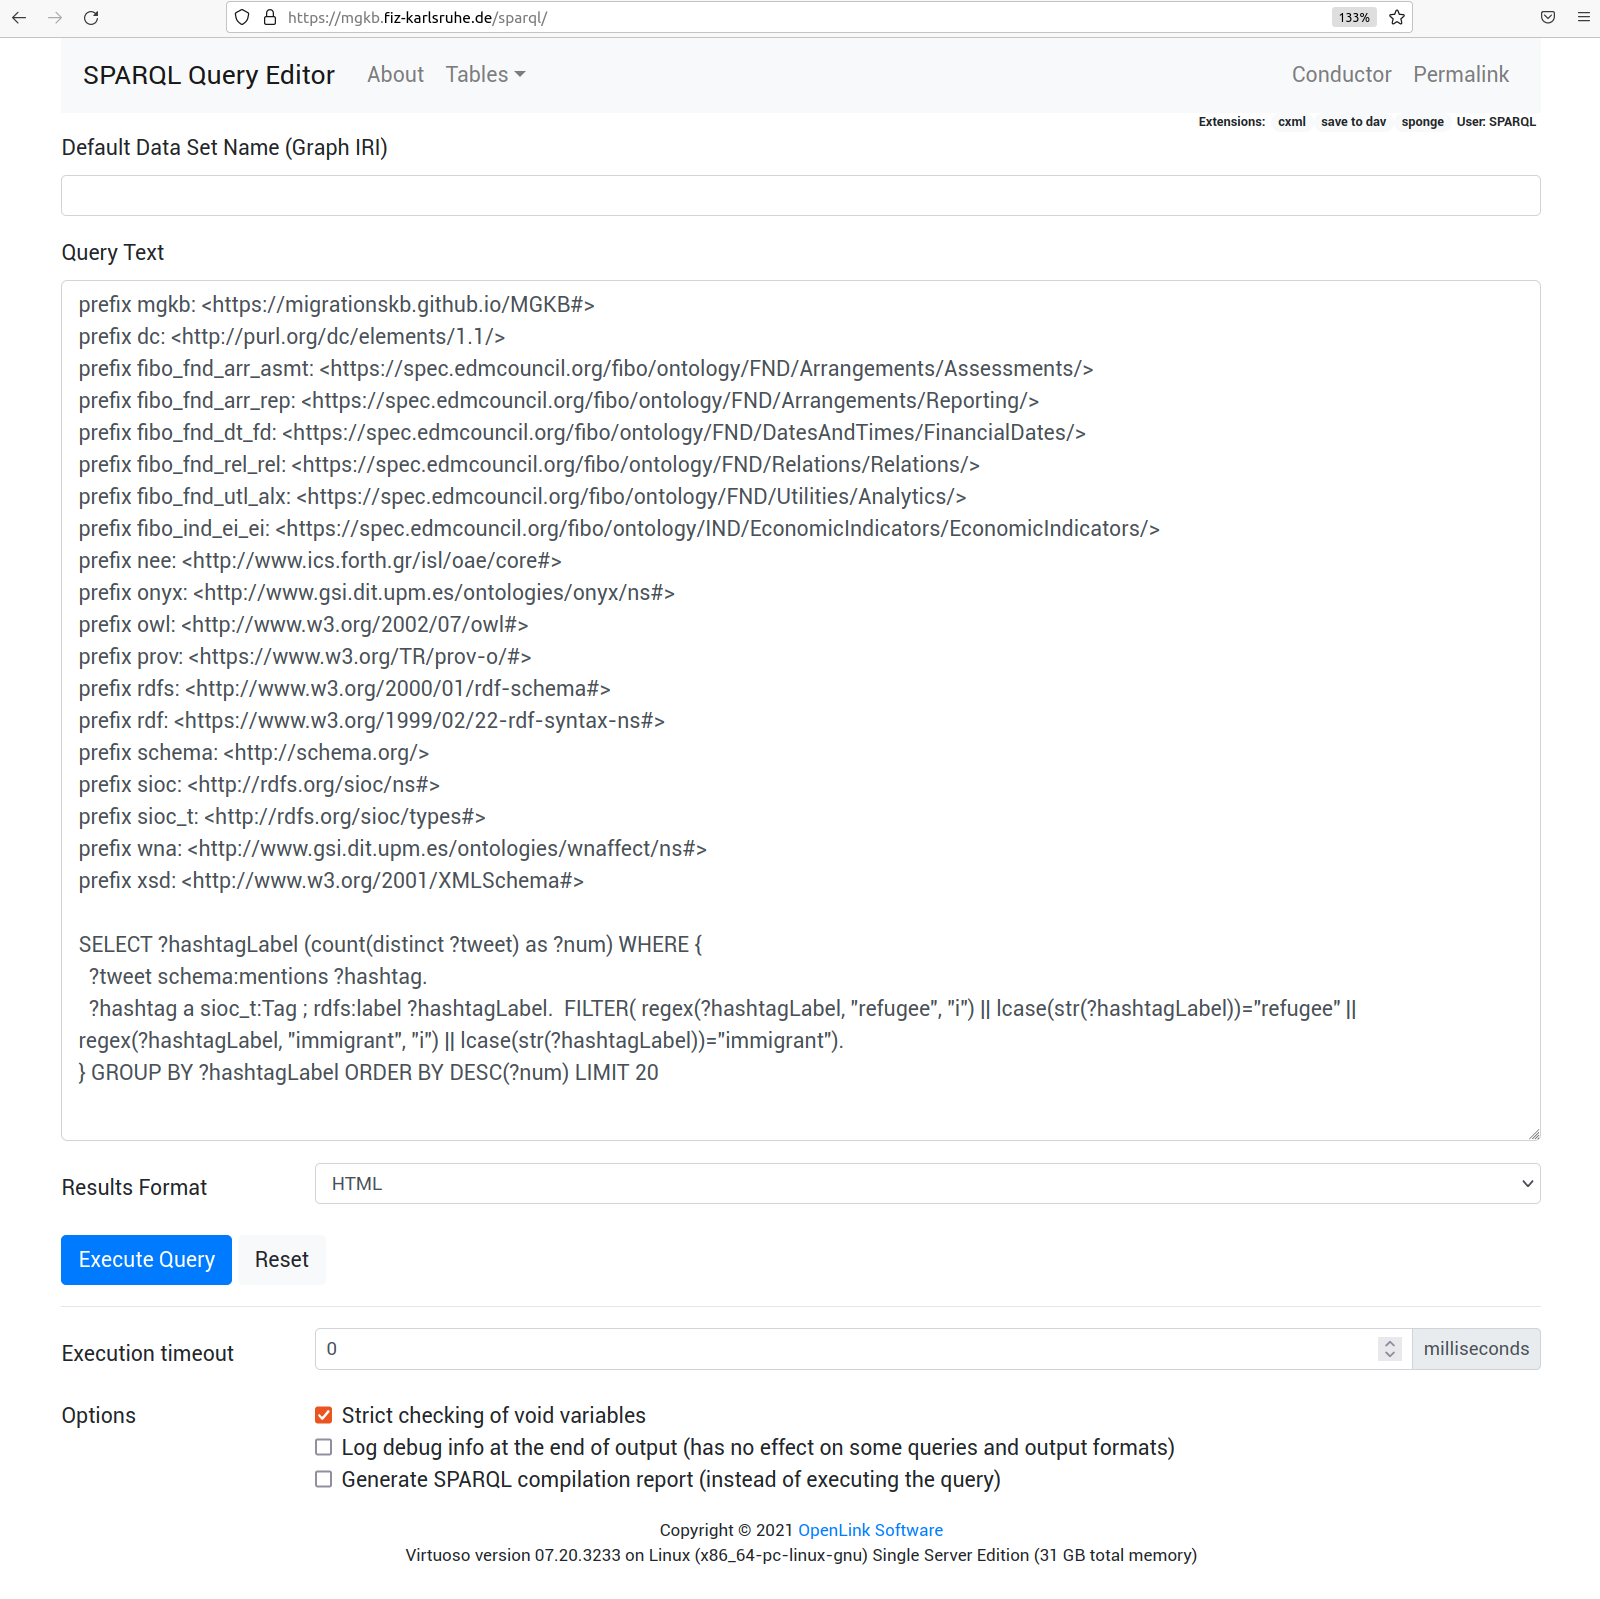 https://mgkb.fiz-karlsruhe.de/sparql/ 133%
SPARQL Query Editor About Tables Conductor Permalink
Extensions: cxml save to dav sponge User: SPARQL
Default Data Set Name (Graph IRI)
Query Text
prefix mgkb: <https://migrationskb.github.io/MGKB#>
prefix dc: <http://purl.org/dc/elements/1.1/>
prefix fibo_fnd_arr_asmt: <https://spec.edmcouncil.org/fibo/ontology/FND/Arrangements/Assessments/>
prefix fibo_fnd_arr_rep: <https://spec.edmcouncil.org/fibo/ontology/FND/Arrangements/Reporting/>
prefix fibo_fnd_dt_fd: <https://spec.edmcouncil.org/fibo/ontology/FND/DatesAndTimes/FinancialDates/>
prefix fibo_fnd_rel_rel: <https://spec.edmcouncil.org/fibo/ontology/FND/Relations/Relations/>
prefix fibo_fnd_utl_alx: <https://spec.edmcouncil.org/fibo/ontology/FND/Utilities/Analytics/>
prefix fibo_ind_ei_ei: <https://spec.edmcouncil.org/fibo/ontology/IND/EconomicIndicators/EconomicIndicators/>
prefix nee: <http://www.ics.forth.gr/isl/oae/core#>
prefix onyx: <http://www.gsi.dit.upm.es/ontologies/onyx/ns#>
prefix owl: <http://www.w3.org/2002/07/owl#>
prefix prov: <https://www.w3.org/TR/prov-o/#>
prefix rdfs: <http://www.w3.org/2000/01/rdf-schema#>
prefix rdf: <https://www.w3.org/1999/02/22-rdf-syntax-ns#>
prefix schema: <http://schema.org/>
prefix sioc: <http://rdfs.org/sioc/ns#>
prefix sioc_t: <http://rdfs.org/sioc/types#>
prefix wna: <http://www.gsi.dit.upm.es/ontologies/wnaffect/ns#>
prefix xsd: <http://www.w3.org/2001/XMLSchema#>
SELECT ?hashtagLabel (count(distinct ?tweet) as ?num) WHERE {
?tweet schema:mentions ?hashtag.
?hashtag a sioc_t:Tag ; rdfs:label ?hashtagLabel. FILTER( regex(?hashtagLabel, "refugee", "i") || lcase(str(?hashtagLabel))="refugee" ||
regex(?hashtagLabel, "immigrant", "i") || lcase(str(?hashtagLabel))="immigrant").
} GROUP BY ?hashtagLabel ORDER BY DESC(?num) LIMIT 20
Results Format HTML
Execute Query Reset
Execution timeout 0 milliseconds
Options Strict checking of void variables
Log debug info at the end of output (has no effect on some queries and output formats)
Generate SPARQL compilation report (instead of executing the query)
Copyright © 2021 OpenLink Software
Virtuoso version 07.20.3233 on Linux (x86_64-pc-linux-gnu) Single Server Edition (31 GB total memory)